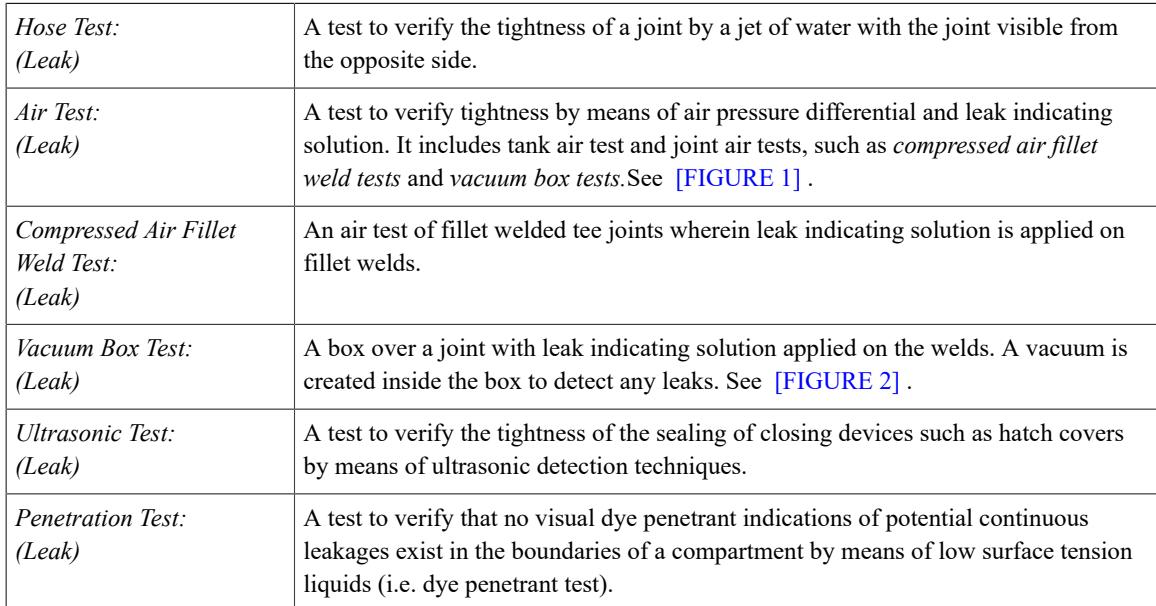 Hose Test:
(Leak)
A test to verify the tightness of a joint by a jet of water with the joint visible from
the opposite side.
Air Test:
(Leak)
A test to verify tightness by means of air pressure differential and leak indicating
solution. It includes tank air test and joint air tests, such as compressed air fillet
weld tests and vacuum box tests.See [FIGURE 1] .
Compressed Air Fillet
Weld Test:
(Leak)
An air test of fillet welded tee joints wherein leak indicating solution is applied on
fillet welds.
Vacuum Box Test:
(Leak)
A box over a joint with leak indicating solution applied on the welds. A vacuum is
created inside the box to detect any leaks. See [FIGURE 2] .
Ultrasonic Test:
(Leak)
A test to verify the tightness of the sealing of closing devices such as hatch covers
by means of ultrasonic detection techniques.
Penetration Test:
(Leak)
A test to verify that no visual dye penetrant indications of potential continuous
leakages exist in the boundaries of a compartment by means of low surface tension
liquids (i.e. dye penetrant test).